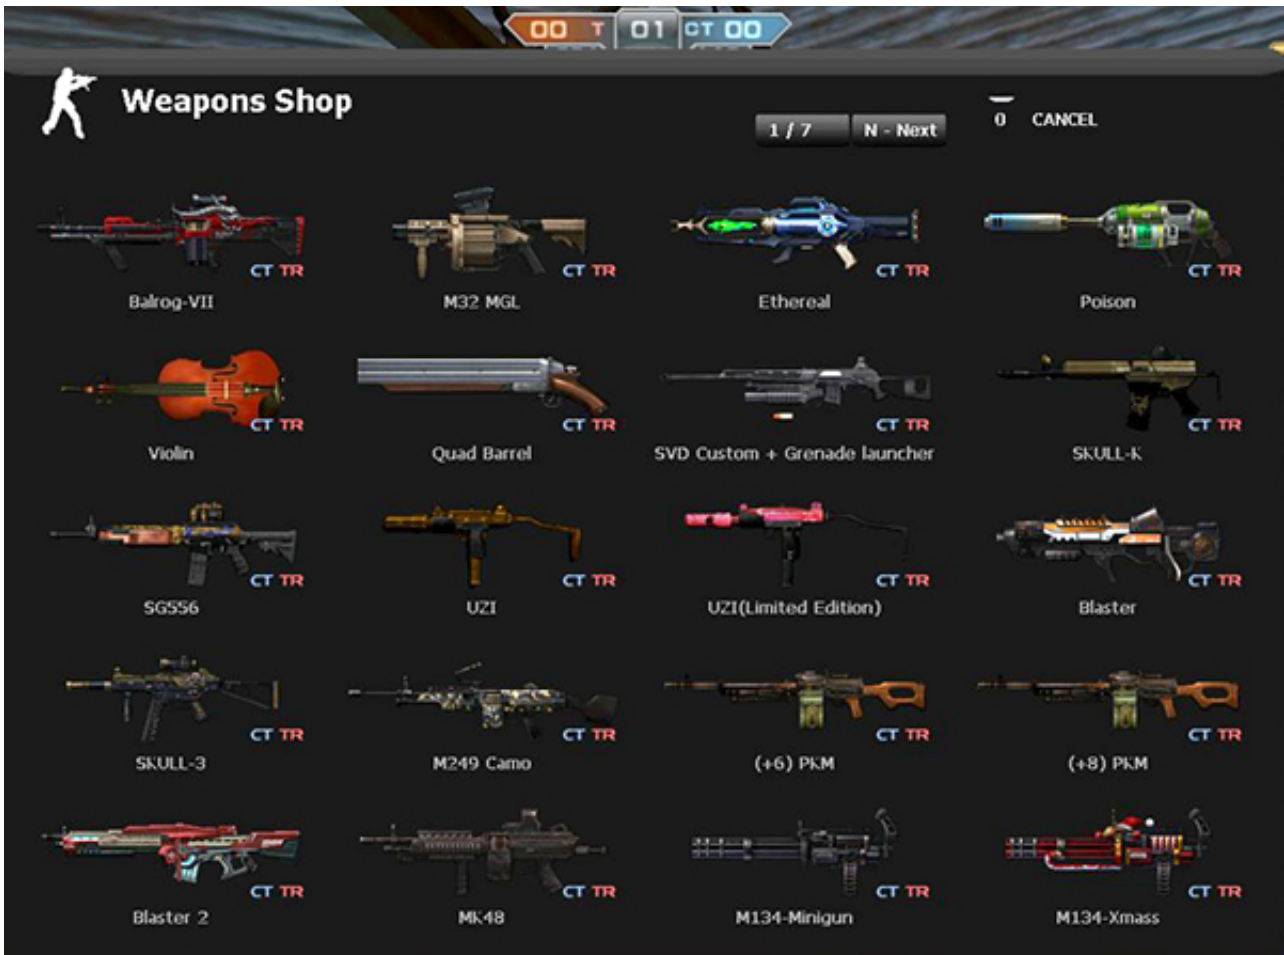 00 T 01 CT 00
Weapons Shop
1 / 7 N - Next 0 CANCEL
CT TR CT TR CT TR CT TR
Balrog-VII M32 MGL Ethereal Poison
CT TR CT TR CT TR CT TR
Violin Quad Barrel SVD Custom + Grenade launcher SKULL-K
CT TR CT TR CT TR CT TR
SG556 UZI UZI(Limited Edition) Blaster
CT TR CT TR CT TR CT TR
SKULL-3 M249 Camo (+6) PKM (+8) PKM
CT TR CT TR CT TR CT TR
Blaster 2 MK48 M134-Minigun M134-Xmass